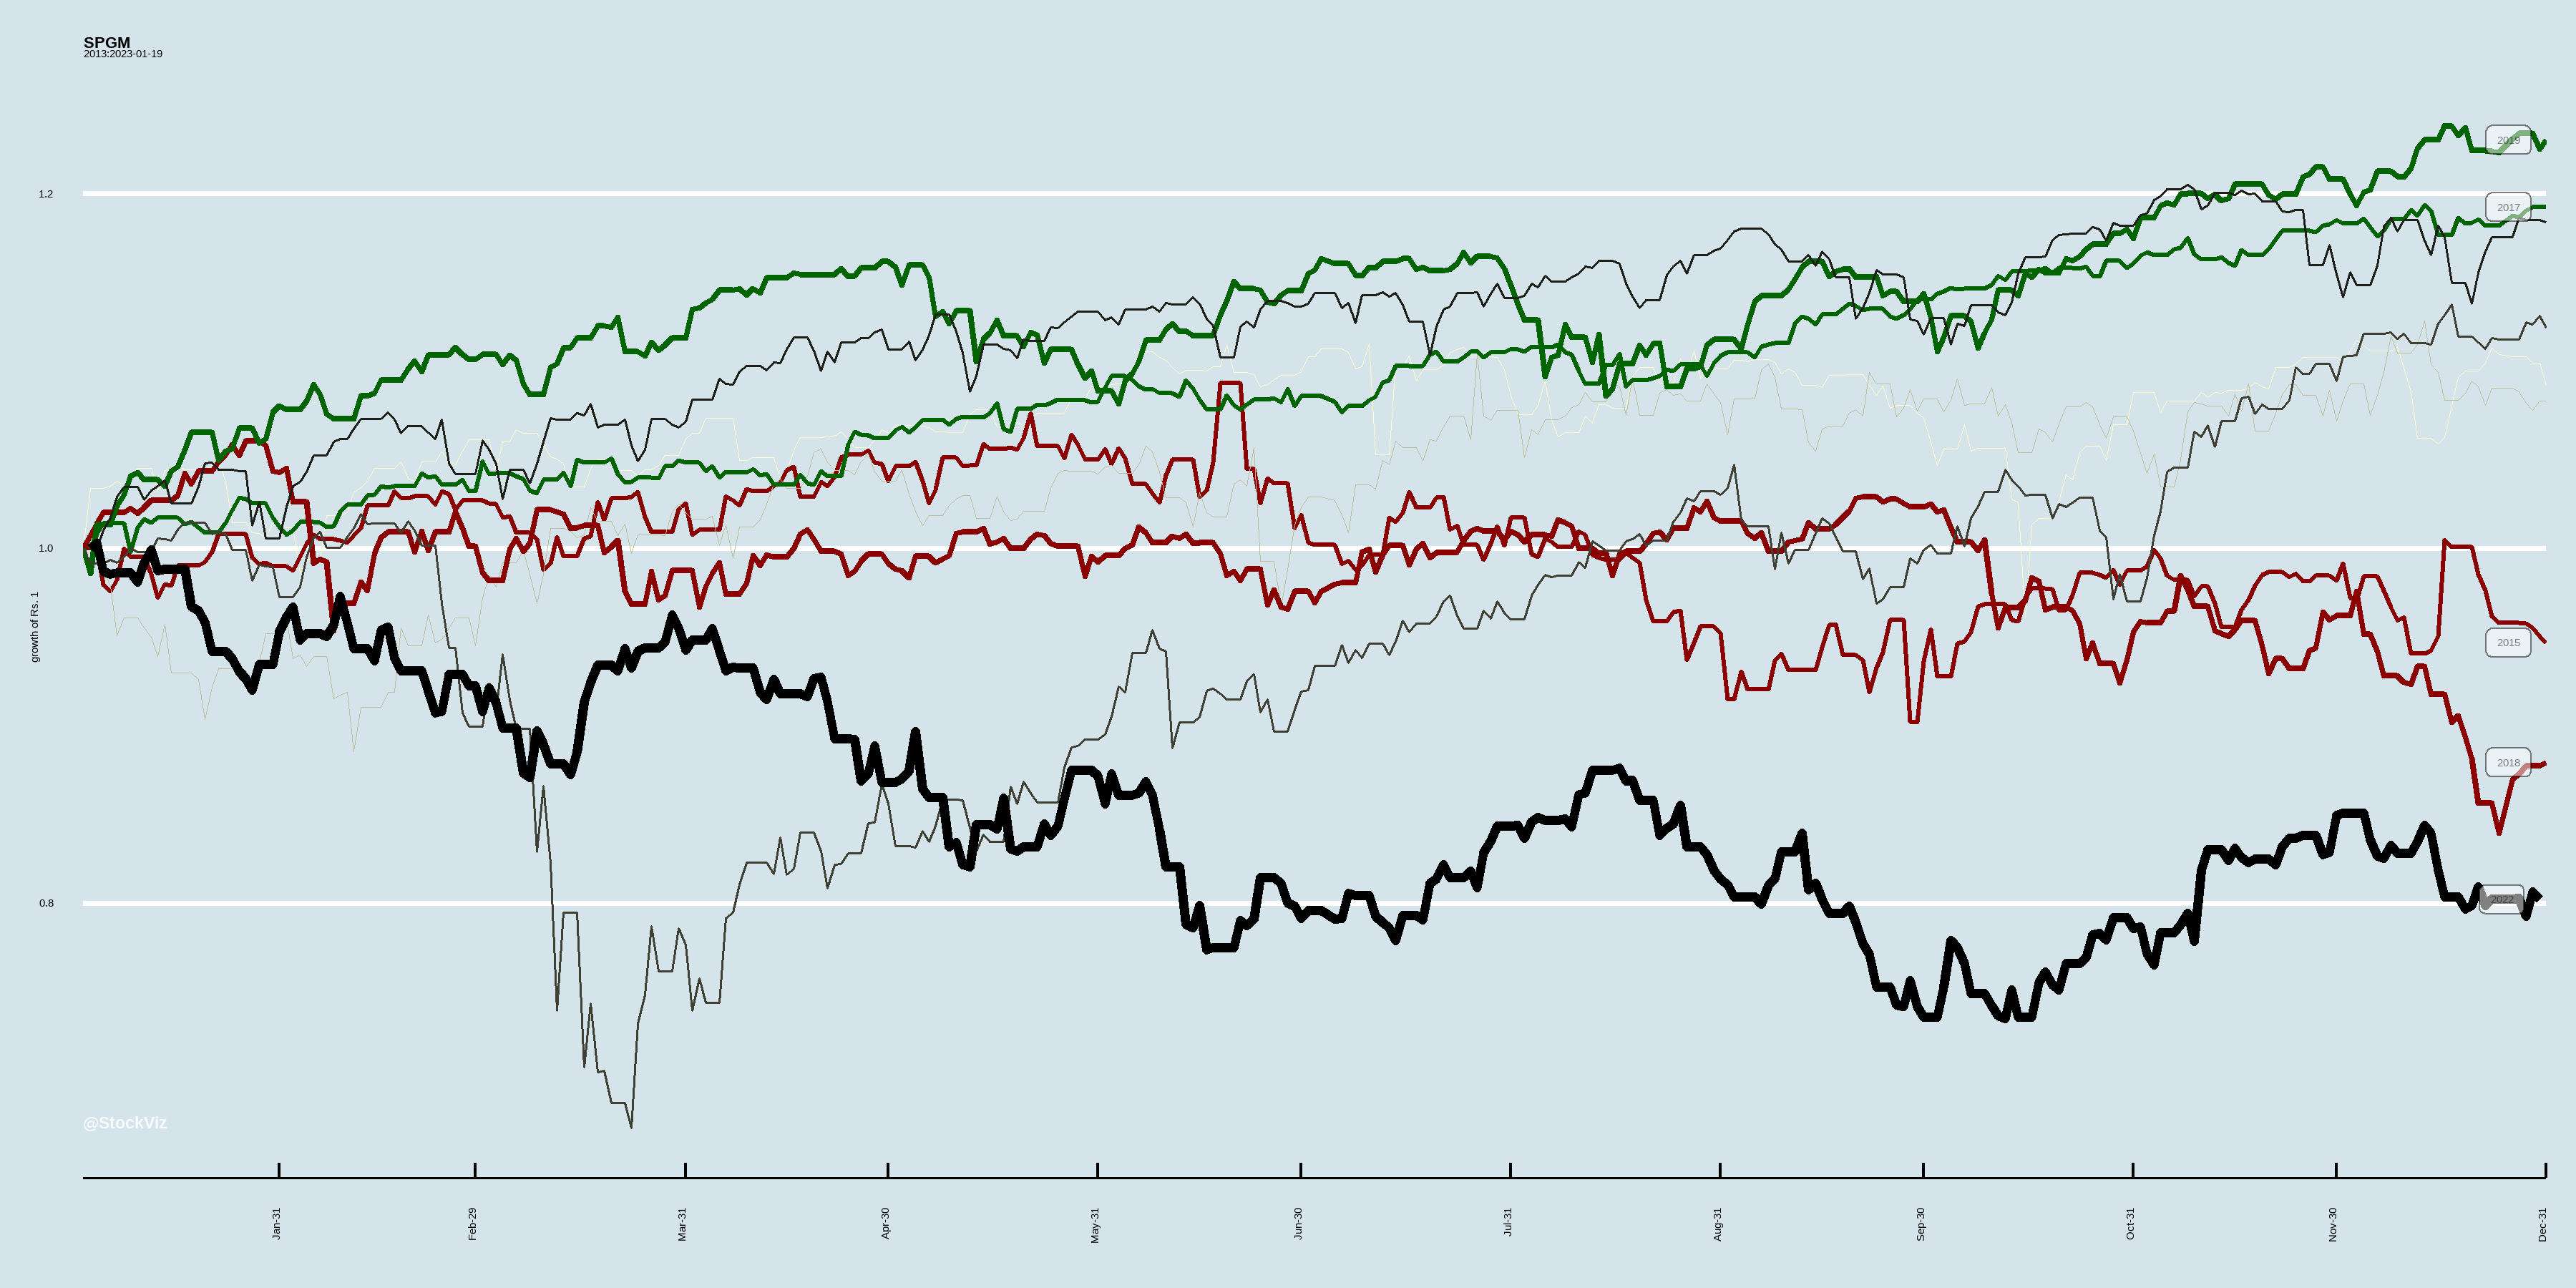 SPGM
2013:2023-01-19
2019
1.2
2017
1.0
growth of Rs. 1
2015
2018
2022
0.8
@StockViz
Jan-31
Feb-29
Mar-31
Apr-30
May-31
Jun-30
Jul-31
Aug-31
Sep-30
Oct-31
Nov-30
Dec-31